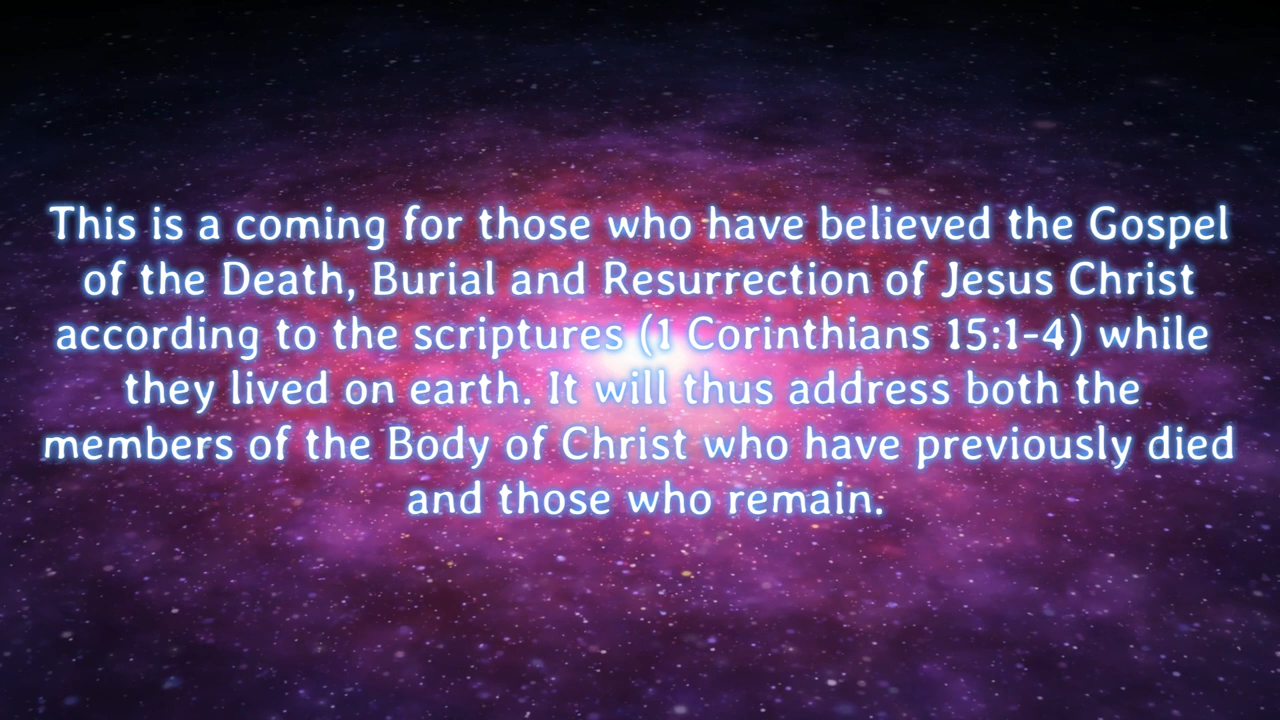 This is a coming for those who have believed the Gospel
of the Death, Burial and Resurrection of Jesus Christ
according to the scriptures (1 Corinthians 15:1-4) while
they lived on earth. It will thus address both the
members of the Body of Christ who have previously died
and those who remain.